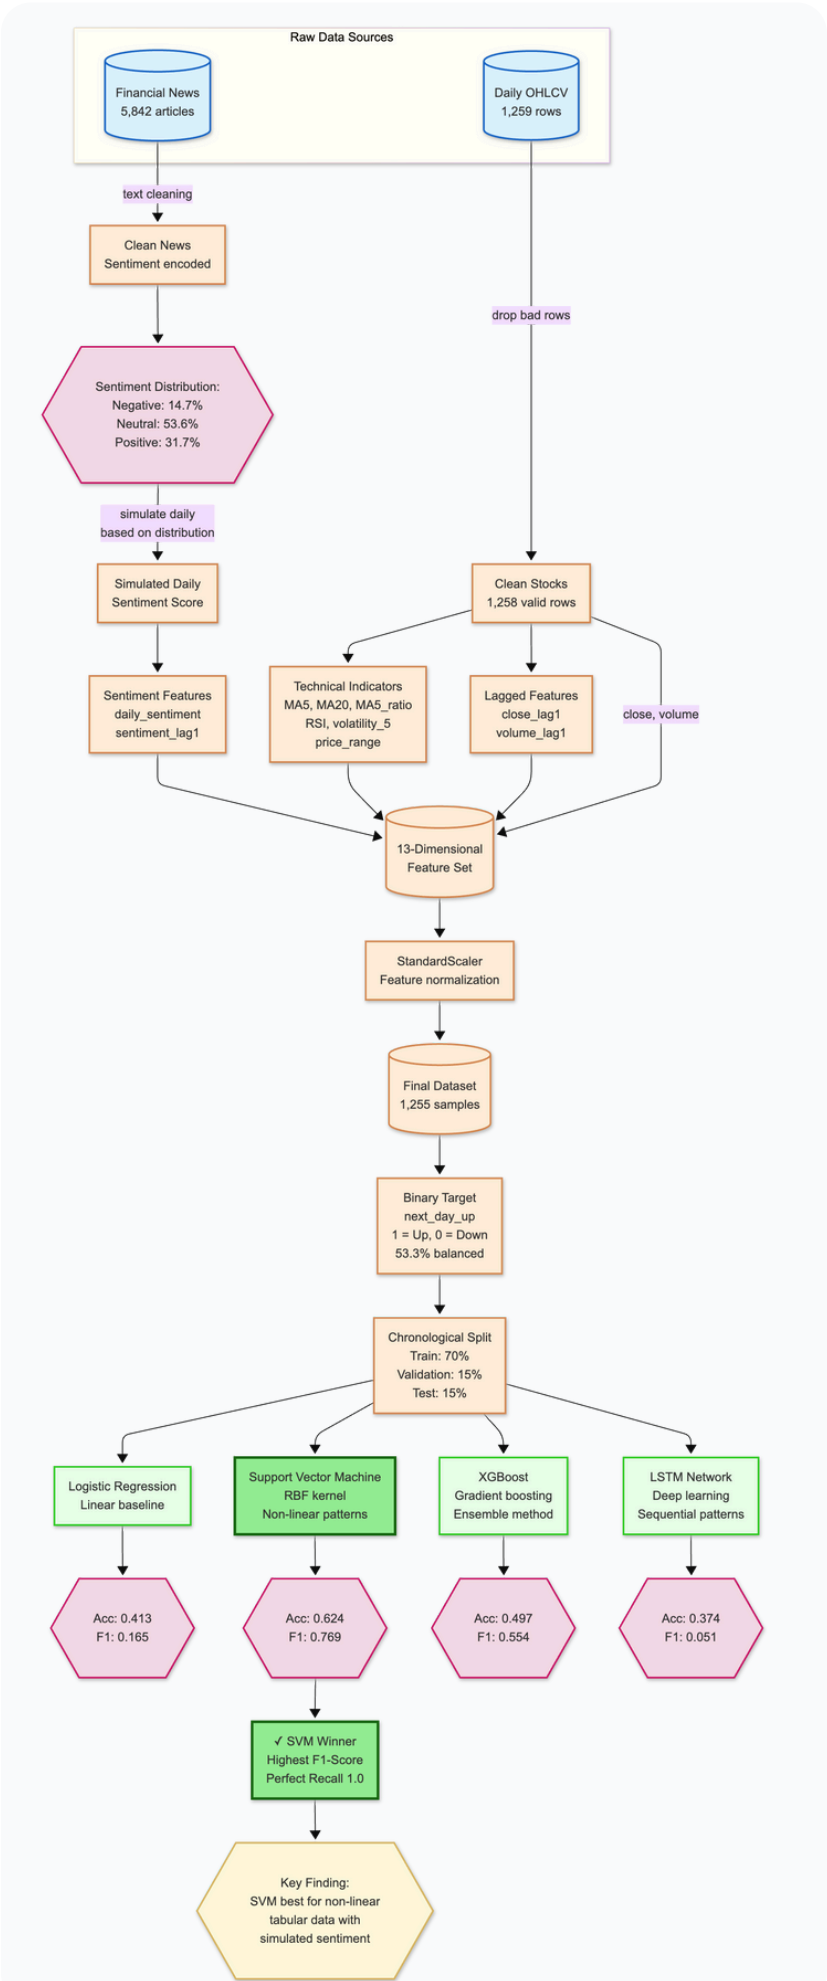 Raw Data Sources
Financial News
5,842 articles
Daily OHLCV
1,259 rows
text cleaning
Clean News
Sentiment encoded
drop bad rows
Sentiment Distribution:
Negative: 14.7%
Neutral: 53.6%
Positive: 31.7%
simulate daily
based on distribution
Simulated Daily
Sentiment Score
Clean Stocks
1,258 valid rows
Sentiment Features
daily_sentiment
sentiment_lag1
Technical Indicators
MA5, MA20, MA5_ratio
RSI, volatility_5
price_range
Lagged Features
close_lag1
volume_lag1
close, volume
13-Dimensional
Feature Set
StandardScaler
Feature normalization
Final Dataset
1,255 samples
Binary Target
next_day_up
1 = Up, 0 = Down
53.3% balanced
Chronological Split
Train: 70%
Validation: 15%
Test: 15%
Logistic Regression
Linear baseline
Support Vector Machine
RBF kernel
Non-linear patterns
XGBoost
Gradient boosting
Ensemble method
LSTM Network
Deep learning
Sequential patterns
Acc: 0.413
F1: 0.165
Acc: 0.624
F1: 0.769
Acc: 0.497
F1: 0.554
Acc: 0.374
F1: 0.051
✓ SVM Winner
Highest F1-Score
Perfect Recall 1.0
Key Finding:
SVM best for non-linear
tabular data with
simulated sentiment